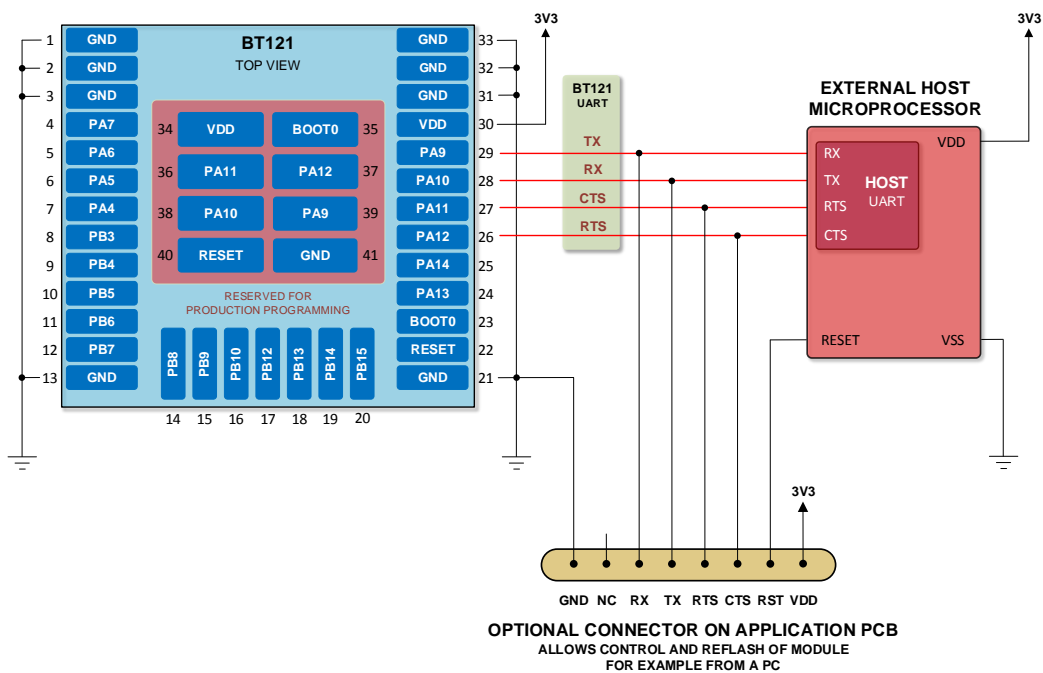 BT121
TOP VIEW
1 GND
2 GND
3 GND
4 PA7
5 PA6
6 PA5
7 PA4
8 PB3
9 PB4
10 PB5
11 PB6
12 PB7
13 GND
34 VDD BOOT0 35
36 PA11 PA12 37
38 PA10 PA9 39
40 RESET GND 41
RESERVED FOR
PRODUCTION PROGRAMMING
PB8 PB9 PB10 PB12 PB13 PB14 PB15
14 15 16 17 18 19 20
GND 33
GND 32
GND 31
VDD 30
PA9 29
PA10 28
PA11 27
PA12 26
PA14 25
PA13 24
BOOT0 23
RESET 22
GND 21
3V3
BT121
UART
TX
RX
CTS
RTS
3V3
EXTERNAL HOST
MICROPROCESSOR
VDD
RX
TX
RTS
CTS
HOST
UART
RESET VSS
3V3
GND NC RX TX RTS CTS RST VDD
OPTIONAL CONNECTOR ON APPLICATION PCB
ALLOWS CONTROL AND REFLASH OF MODULE
FOR EXAMPLE FROM A PC